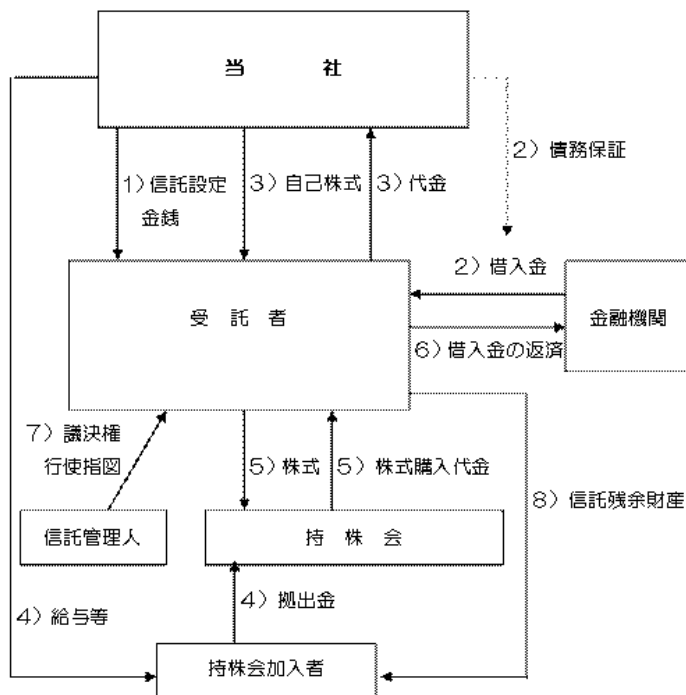 当　　社
2）債務保証
1）信託設定
金銭
3）自己株式
3）代金
2）借入金
受 託 者
金融機関
6）借入金の返済
7）議決権
行使指図
5）株式
5）株式購入代金
8）信託残余財産
信託管理人
持 株 会
4）拠出金
4）給与等
持株会加入者